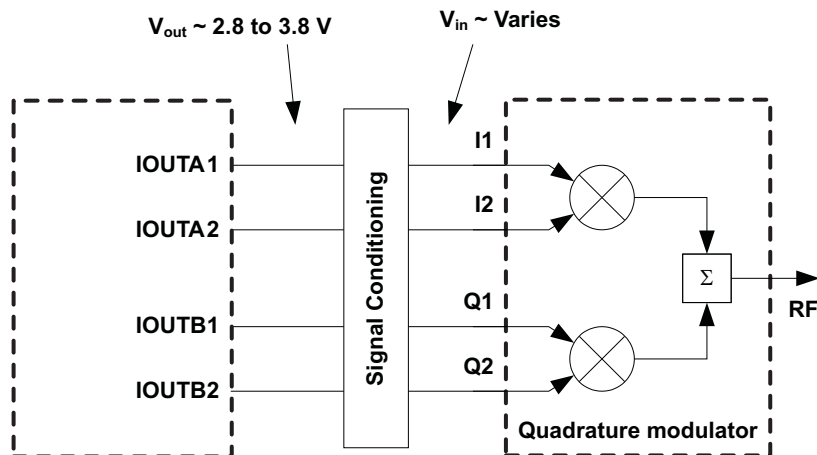 Vout ~ 2.8 to 3.8 V
Vin ~ Varies
IOUTA1
IOUTA2
IOUTB1
IOUTB2
Signal Conditioning
I1
I2
Q1
Q2
Σ
RF
Quadrature modulator